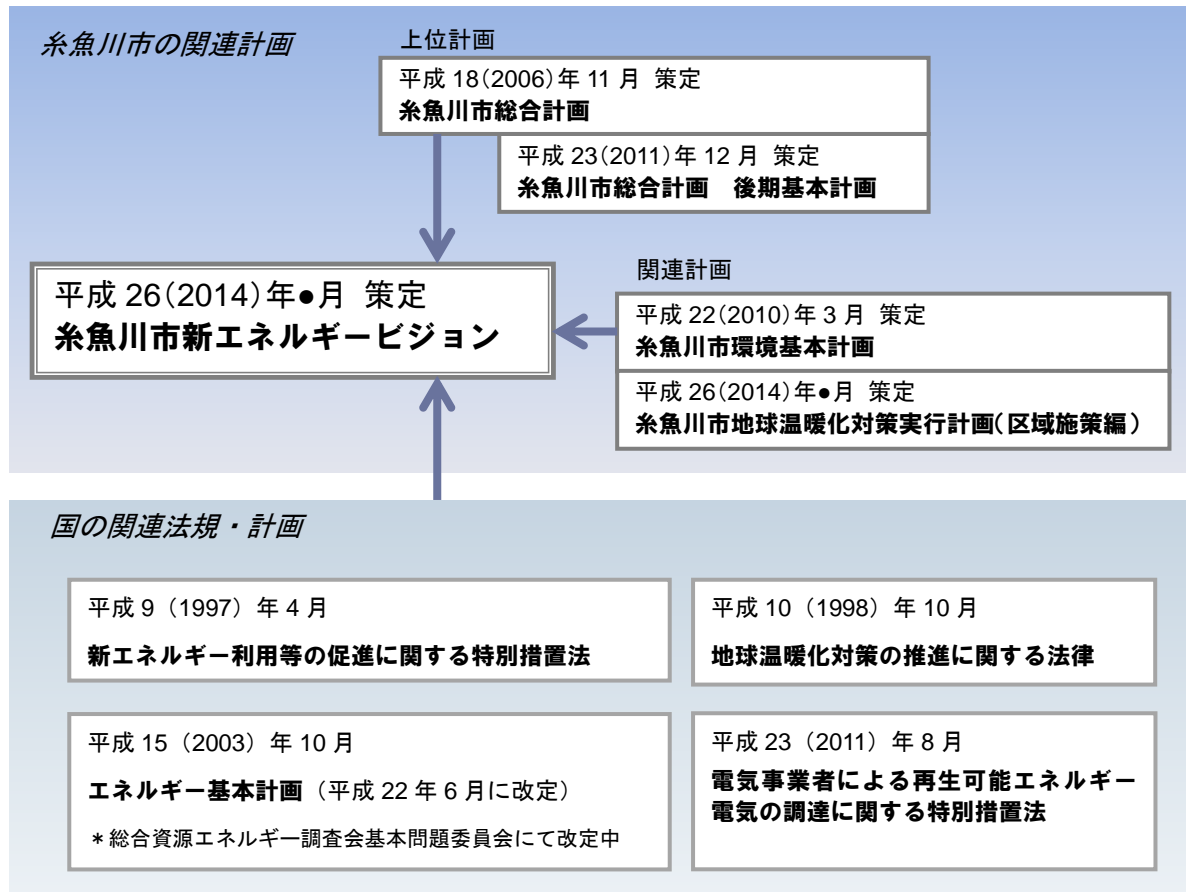 糸魚川市の関連計画
上位計画
平成 18(2006)年 11 月 策定
糸魚川市総合計画
平成 23(2011)年 12 月 策定
糸魚川市総合計画　後期基本計画
平成 26(2014)年●月 策定
糸魚川市新エネルギービジョン
関連計画
平成 22(2010)年 3 月 策定
糸魚川市環境基本計画
平成 26(2014)年●月 策定
糸魚川市地球温暖化対策実行計画(区域施策編)
国の関連法規・計画
平成 9（1997）年 4 月
新エネルギー利用等の促進に関する特別措置法
平成 10（1998）年 10 月
地球温暖化対策の推進に関する法律
平成 15（2003）年 10 月
エネルギー基本計画（平成 22 年 6 月に改定）
＊総合資源エネルギー調査会基本問題委員会にて改定中
平成 23（2011）年 8 月
電気事業者による再生可能エネルギー
電気の調達に関する特別措置法